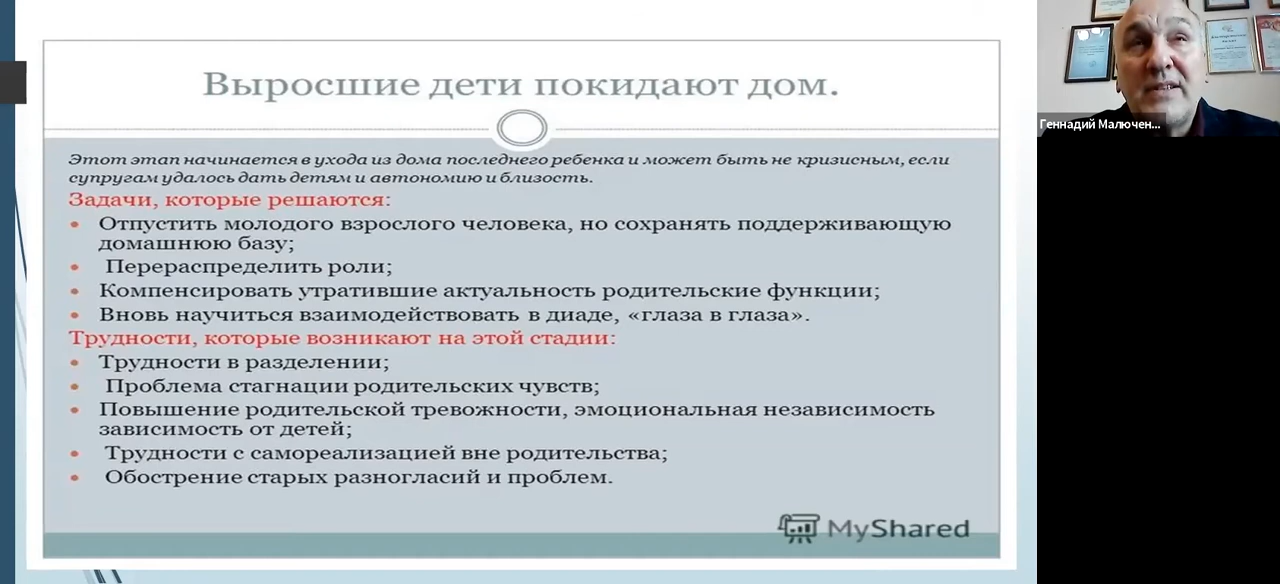 Выросшие дети покидают дом.
Этот этап начинается в ухода из дома последнего ребенка и может быть не кризисным, если
супругам удалось дать детям и автономию и близость.
Задачи, которые решаются:
• Отпустить молодого взрослого человека, но сохранять поддерживающую
домашнюю базу;
• Перераспределить роли;
• Компенсировать утратившие актуальность родительские функции;
• Вновь научиться взаимодействовать в диаде, «глаза в глаза».
Трудности, которые возникают на этой стадии:
• Трудности в разделении;
• Проблема стагнации родительских чувств;
• Повышение родительской тревожности, эмоциональная независимость
зависимость от детей;
• Трудности с самореализацией вне родительства;
• Обострение старых разногласий и проблем.
MyShared
Геннадий Малючен...